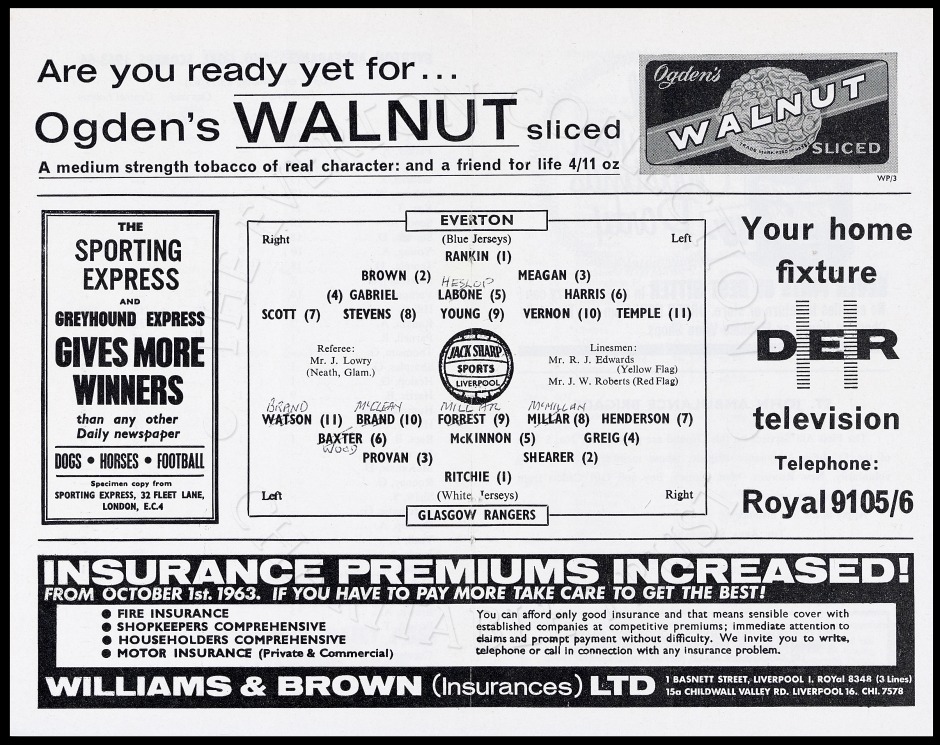 Are you ready yet for...
Ogden's WALNUT sliced
A medium strength tobacco of real character: and a friend for life 4/11 oz
Ogden's
WALNUT
TRADE MARK
SLICED
WP/3
THE
SPORTING
EXPRESS
AND
GREYHOUND EXPRESS
GIVES MORE
WINNERS
than any other
Daily newspaper
DOGS • HORSES • FOOTBALL
Specimen copy from
SPORTING EXPRESS, 32 FLEET LANE,
LONDON, E.C.4
EVERTON
Right (Blue Jerseys) Left
RANKIN (1)
BROWN (2) MEAGAN (3)
HESLOP
(4) GABRIEL LABONE (5) HARRIS (6)
SCOTT (7) STEVENS (8) YOUNG (9) VERNON (10) TEMPLE (11)
Referee:
Mr. J. Lowry
(Neath, Glam.)
JACK SHARP
SPORTS
LIVERPOOL
Linesmen:
Mr. R. J. Edwards
(Yellow Flag)
Mr. J. W. Roberts (Red Flag)
BRAND McCLEAN MILLAR McMILLAN
WATSON (11) BRAND (10) FORREST (9) MILLAR (8) HENDERSON (7)
BAXTER (6) McKINNON (5) GREIG (4)
WOOD
PROVAN (3) SHEARER (2)
RITCHIE (1)
Left (White Jerseys) Right
GLASGOW RANGERS
Your home
fixture
DER
television
Telephone:
Royal 9105/6
INSURANCE PREMIUMS INCREASED!
FROM OCTOBER 1st. 1963. IF YOU HAVE TO PAY MORE TAKE CARE TO GET THE BEST!
● FIRE INSURANCE
● SHOPKEEPERS COMPREHENSIVE
● HOUSEHOLDERS COMPREHENSIVE
● MOTOR INSURANCE (Private & Commercial)
You can afford only good insurance and that means sensible cover with
established companies at competitive premiums; immediate attention to
claims and prompt payment without difficulty. We invite you to write,
telephone or call in connection with any insurance problem.
WILLIAMS & BROWN (Insurances) LTD
1 BASNETT STREET, LIVERPOOL 1. ROYal 8348 (3 Lines)
15a CHILDWALL VALLEY RD. LIVERPOOL 16. CHI. 7578